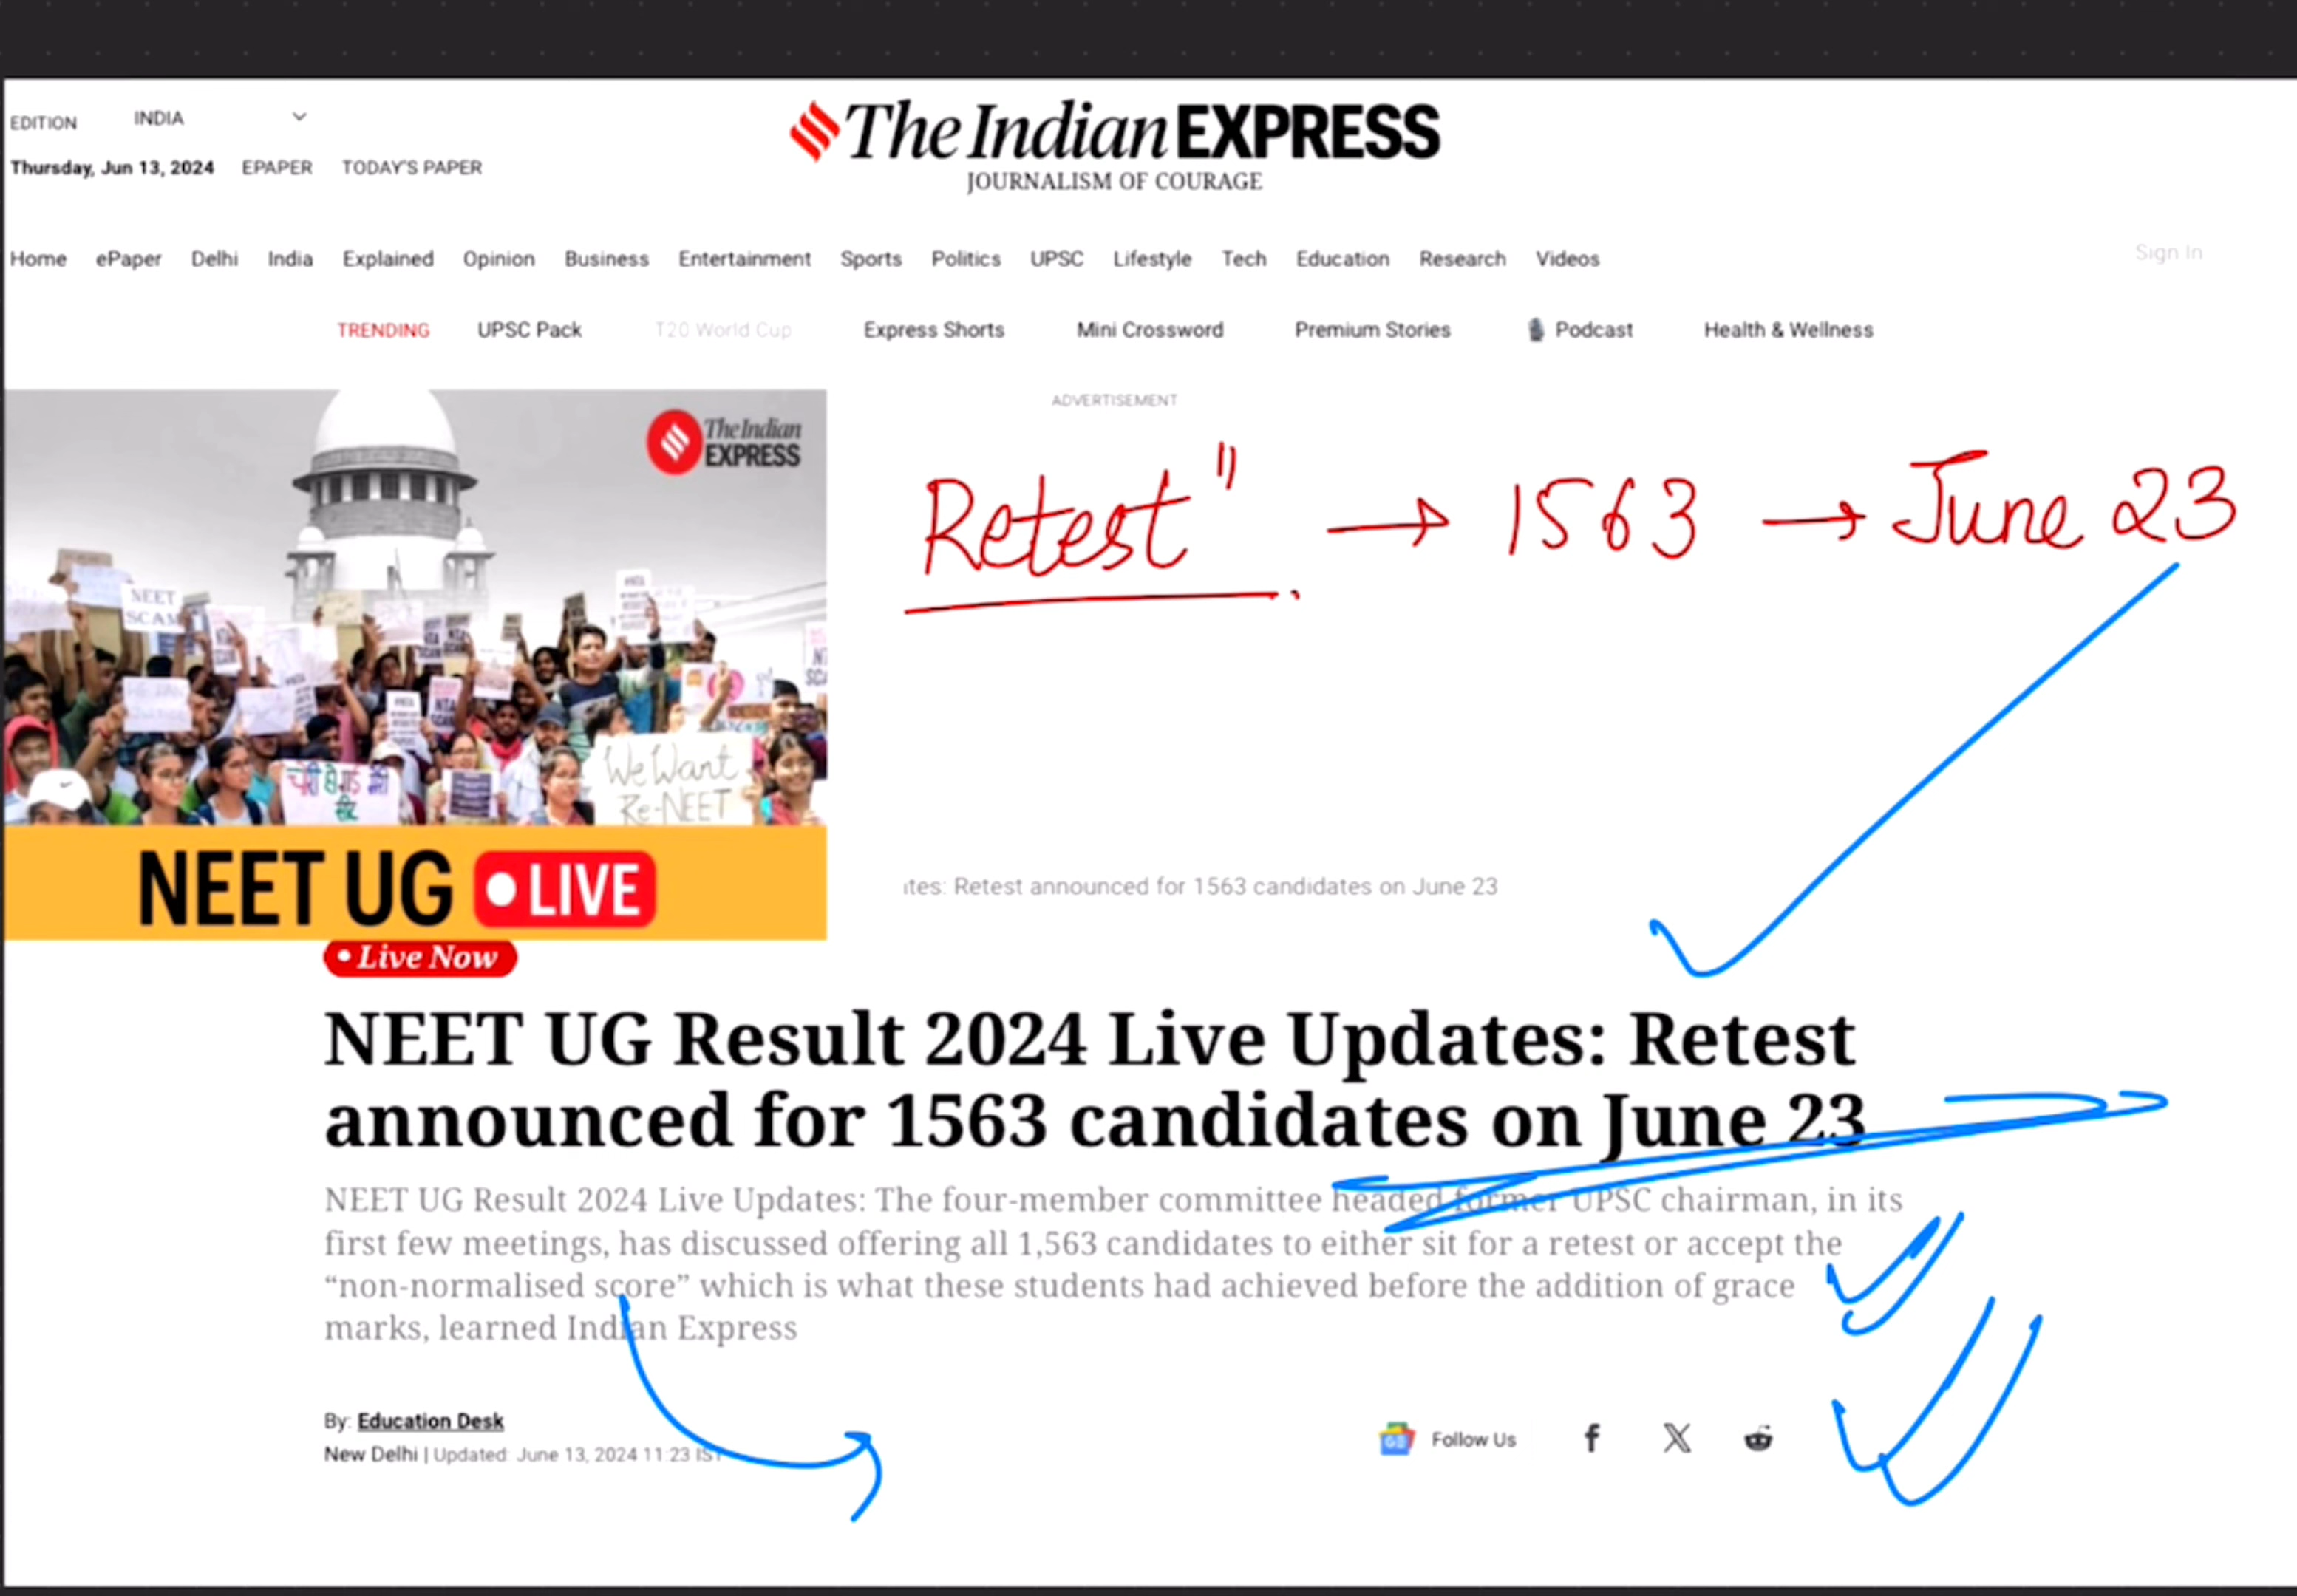 EDITION INDIA
The Indian EXPRESS
Thursday, Jun 13, 2024 EPAPER TODAY'S PAPER
JOURNALISM OF COURAGE
Home ePaper Delhi India Explained Opinion Business Entertainment Sports Politics UPSC Lifestyle Tech Education Research Videos
Sign In
TRENDING UPSC Pack T20 World Cup Express Shorts Mini Crossword Premium Stories Podcast Health & Wellness
The Indian
EXPRESS
NEET
SCAM
We Want
Re-NEET
NEET UG LIVE
ADVERTISEMENT
Retest" → 1563 → June 23
ites: Retest announced for 1563 candidates on June 23
Live Now
NEET UG Result 2024 Live Updates: Retest
announced for 1563 candidates on June 23
NEET UG Result 2024 Live Updates: The four-member committee headed former UPSC chairman, in its
first few meetings, has discussed offering all 1,563 candidates to either sit for a retest or accept the
“non-normalised score” which is what these students had achieved before the addition of grace
marks, learned Indian Express
By: Education Desk
New Delhi | Updated: June 13, 2024 11:23 IST
Follow Us